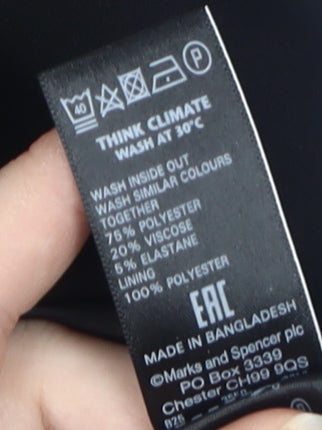 40
P
THINK CLIMATE
WASH AT 30°C
WASH INSIDE OUT
WASH SIMILAR COLOURS
TOGETHER
75% POLYESTER
20% VISCOSE
5% ELASTANE
LINING
100% POLYESTER
EAC
MADE IN BANGLADESH
©Marks and Spencer plc
PO Box 3339
Chester CH99 9QS